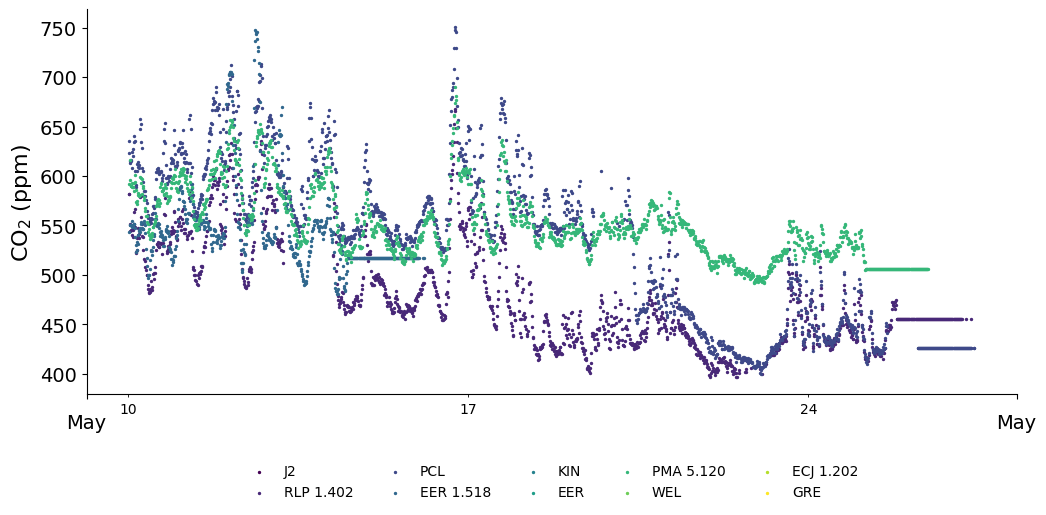 750
700
650
600
550
500
450
400
CO2 (ppm)
10 17 24
May May
J2 PCL KIN PMA 5.120 ECJ 1.202
RLP 1.402 EER 1.518 EER WEL GRE